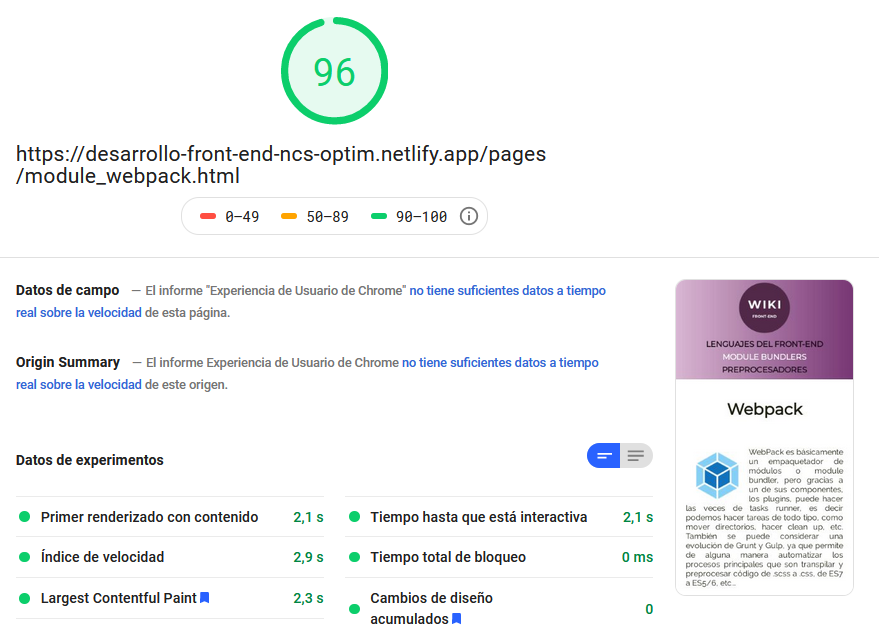 96
https://desarrollo-front-end-ncs-optim.netlify.app/pages
/module_webpack.html
0–49
50–89
90–100
Datos de campo — El informe "Experiencia de Usuario de Chrome" no tiene suficientes datos a tiempo
real sobre la velocidad de esta página.
Origin Summary — El informe Experiencia de Usuario de Chrome no tiene suficientes datos a tiempo
real sobre la velocidad de este origen.
Datos de experimentos
Primer renderizado con contenido 2,1 s
Tiempo hasta que está interactiva 2,1 s
Índice de velocidad 2,9 s
Tiempo total de bloqueo 0 ms
Largest Contentful Paint 2,3 s
Cambios de diseño
acumulados 0
WIKI
FRONT-END
LENGUAJES DEL FRONT-END
MODULE BUNDLERS
PREPROCESADORES
Webpack
WebPack es básicamente
un empaquetador de
módulos o module
bundler, pero gracias a
un de sus componentes,
los plugins, puede hacer
las veces de tasks runner, es decir
podemos hacer tareas de todo tipo, como
mover directorios, hacer clean up, etc.
También se puede considerar una
evolución de Grunt y Gulp, ya que permite
de alguna manera automatizar los
procesos principales que son transpilar y
preprocesar código de .scss a .css, de ES7
a ES5/6, etc...